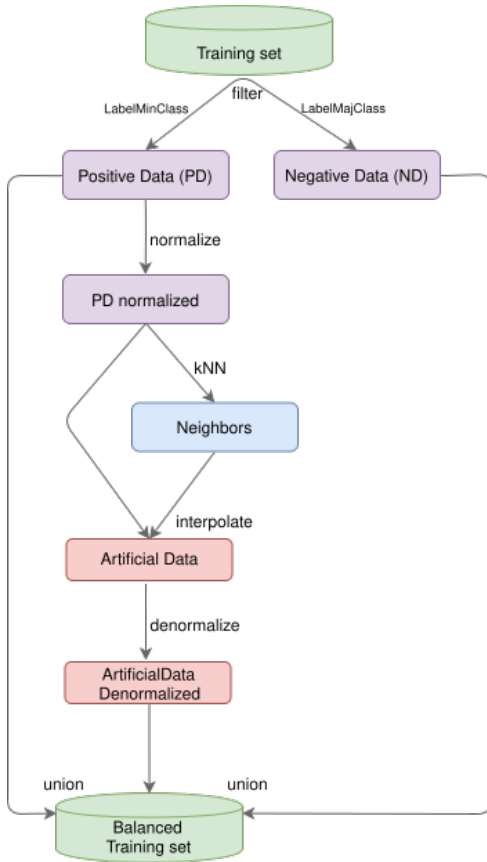 Training set
filter
LabelMinClass
LabelMajClass
Positive Data (PD)
Negative Data (ND)
normalize
PD normalized
kNN
Neighbors
interpolate
Artificial Data
denormalize
ArtificialData
Denormalized
union
union
Balanced
Training set